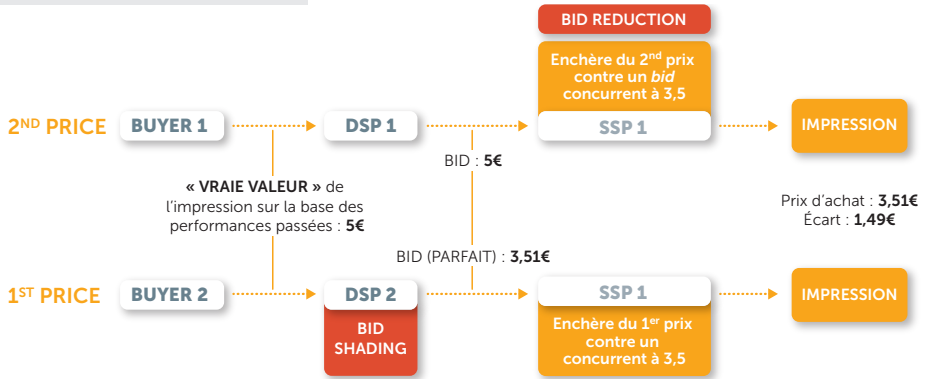 BID REDUCTION
Enchère du 2nd prix
contre un bid
concurrent à 3,5
2ND PRICE
BUYER 1
DSP 1
SSP 1
IMPRESSION
BID : 5€
« VRAIE VALEUR » de
l'impression sur la base des
performances passées : 5€
Prix d'achat : 3,51€
Écart : 1,49€
BID (PARFAIT) : 3,51€
1ST PRICE
BUYER 2
DSP 2
SSP 1
IMPRESSION
BID
SHADING
Enchère du 1er prix
contre un
concurrent à 3,5